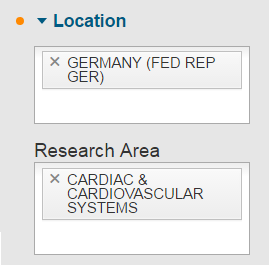 Location
× GERMANY (FED REP
GER)
Research Area
× CARDIAC &
CARDIOVASCULAR
SYSTEMS